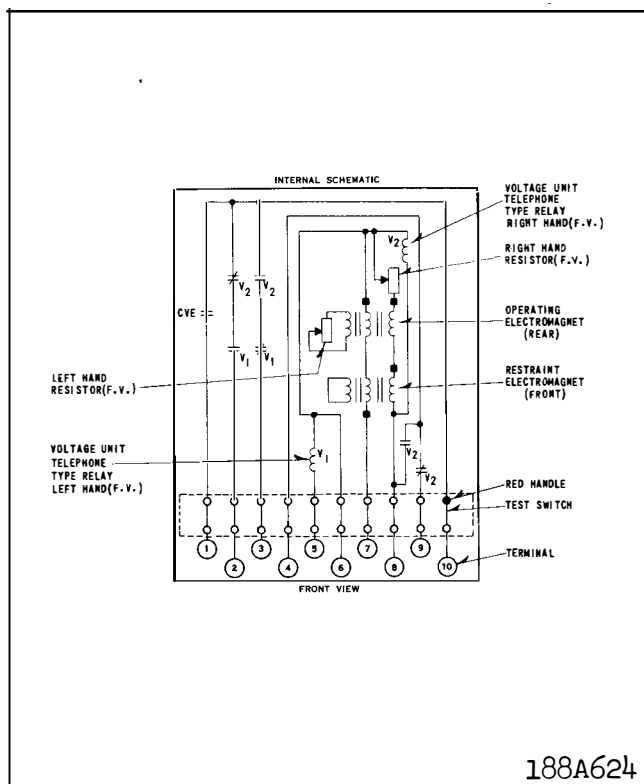 INTERNAL SCHEMATIC
VOLTAGE UNIT
TELEPHONE
TYPE RELAY
RIGHT HAND(F.V.)
V2
RIGHT HAND
RESISTOR(F.V.)
V2
V2
CVE
OPERATING
ELECTROMAGNET
(REAR)
V1
V1
LEFT HAND
RESISTOR(F.V.)
RESTRAINT
ELECTROMAGNET
(FRONT)
VOLTAGE UNIT
TELEPHONE
TYPE RELAY
LEFT HAND(F.V.)
V1
V2
V2
RED HANDLE
TEST SWITCH
1 2 3 4 5 6 7 8 9 10
TERMINAL
FRONT VIEW
188A624